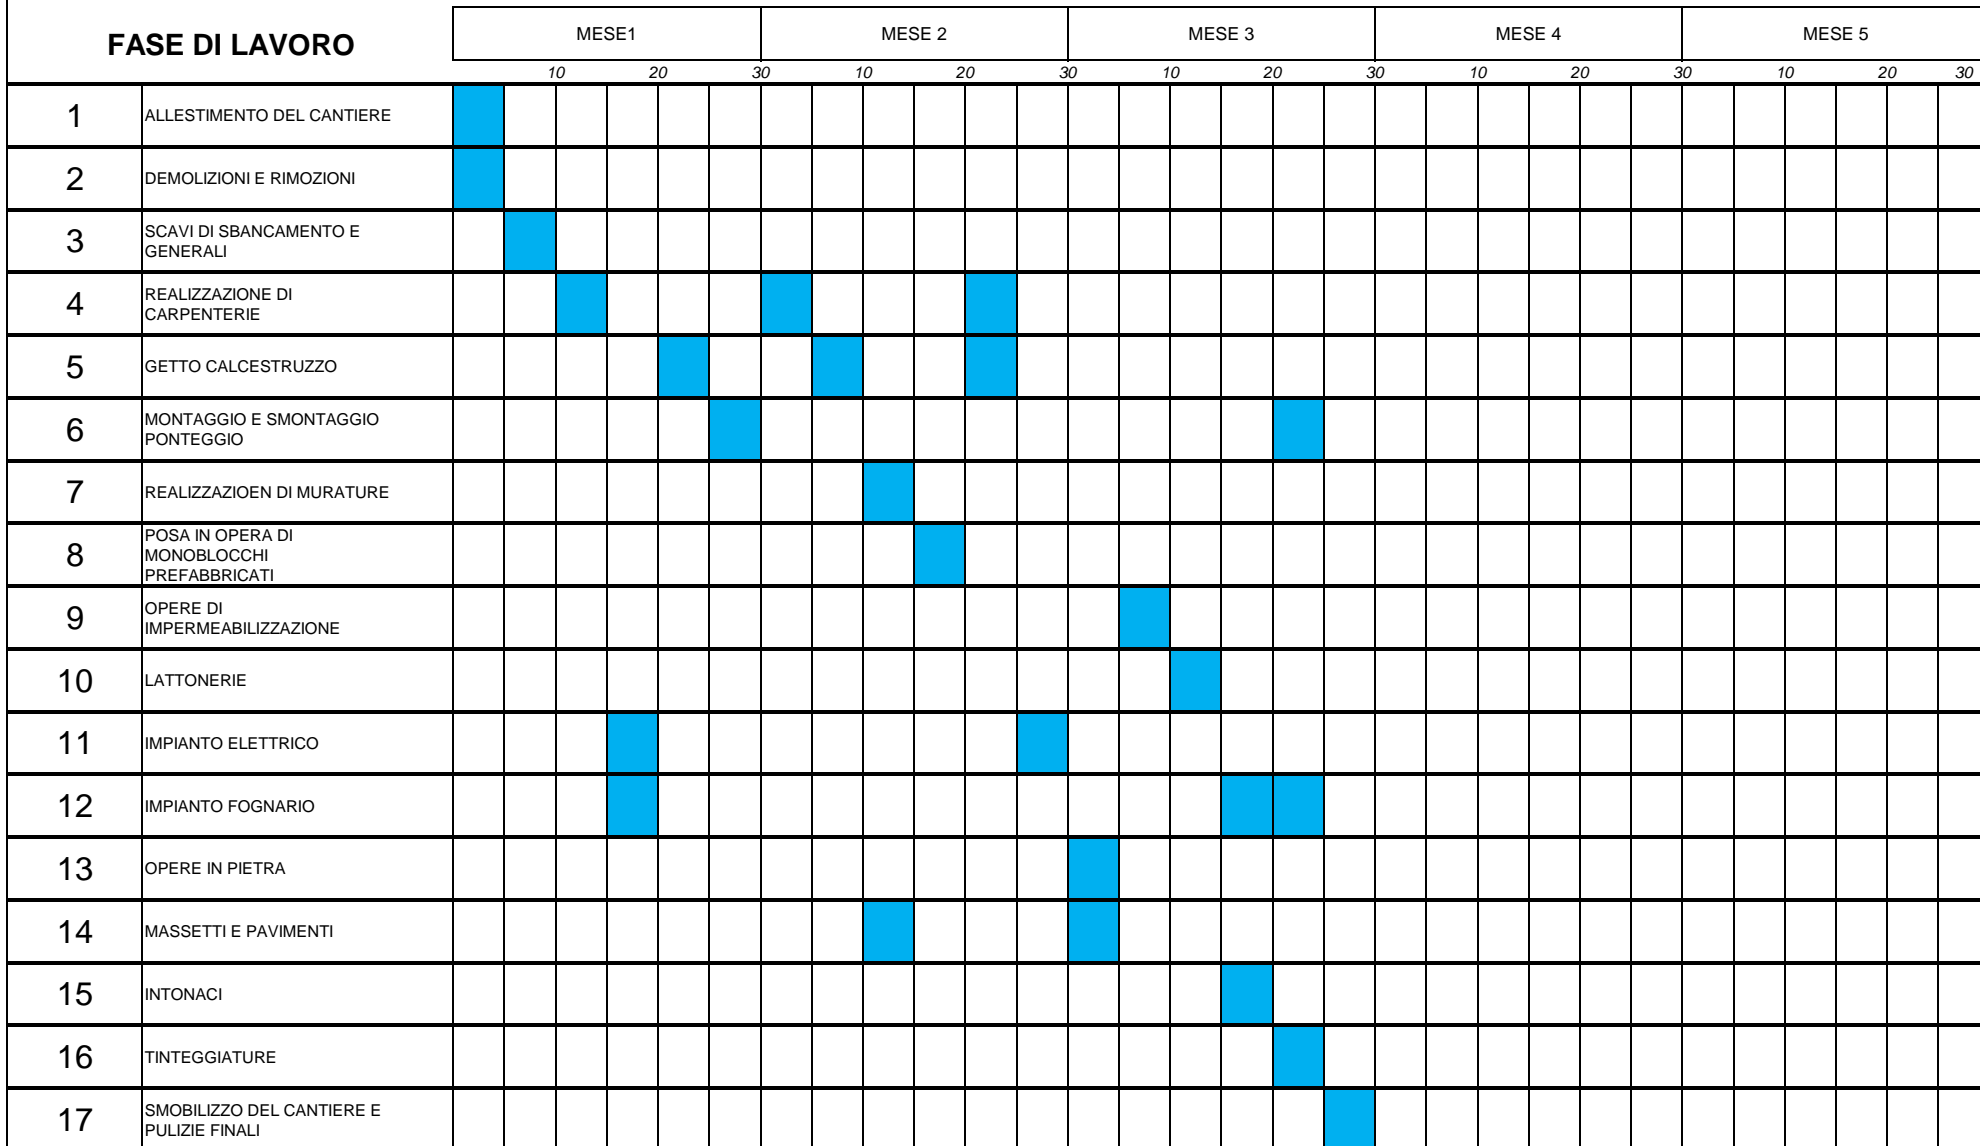 FASE DI LAVORO
MESE1 MESE 2 MESE 3 MESE 4 MESE 5
10 20 30 10 20 30 10 20 30 10 20 30 10 20 30
1 ALLESTIMENTO DEL CANTIERE
2 DEMOLIZIONI E RIMOZIONI
3 SCAVI DI SBANCAMENTO E
GENERALI
4 REALIZZAZIONE DI
CARPENTERIE
5 GETTO CALCESTRUZZO
6 MONTAGGIO E SMONTAGGIO
PONTEGGIO
7 REALIZZAZIOEN DI MURATURE
8 POSA IN OPERA DI
MONOBLOCCHI
PREFABBRICATI
9 OPERE DI
IMPERMEABILIZZAZIONE
10 LATTONERIE
11 IMPIANTO ELETTRICO
12 IMPIANTO FOGNARIO
13 OPERE IN PIETRA
14 MASSETTI E PAVIMENTI
15 INTONACI
16 TINTEGGIATURE
17 SMOBILIZZO DEL CANTIERE E
PULIZIE FINALI